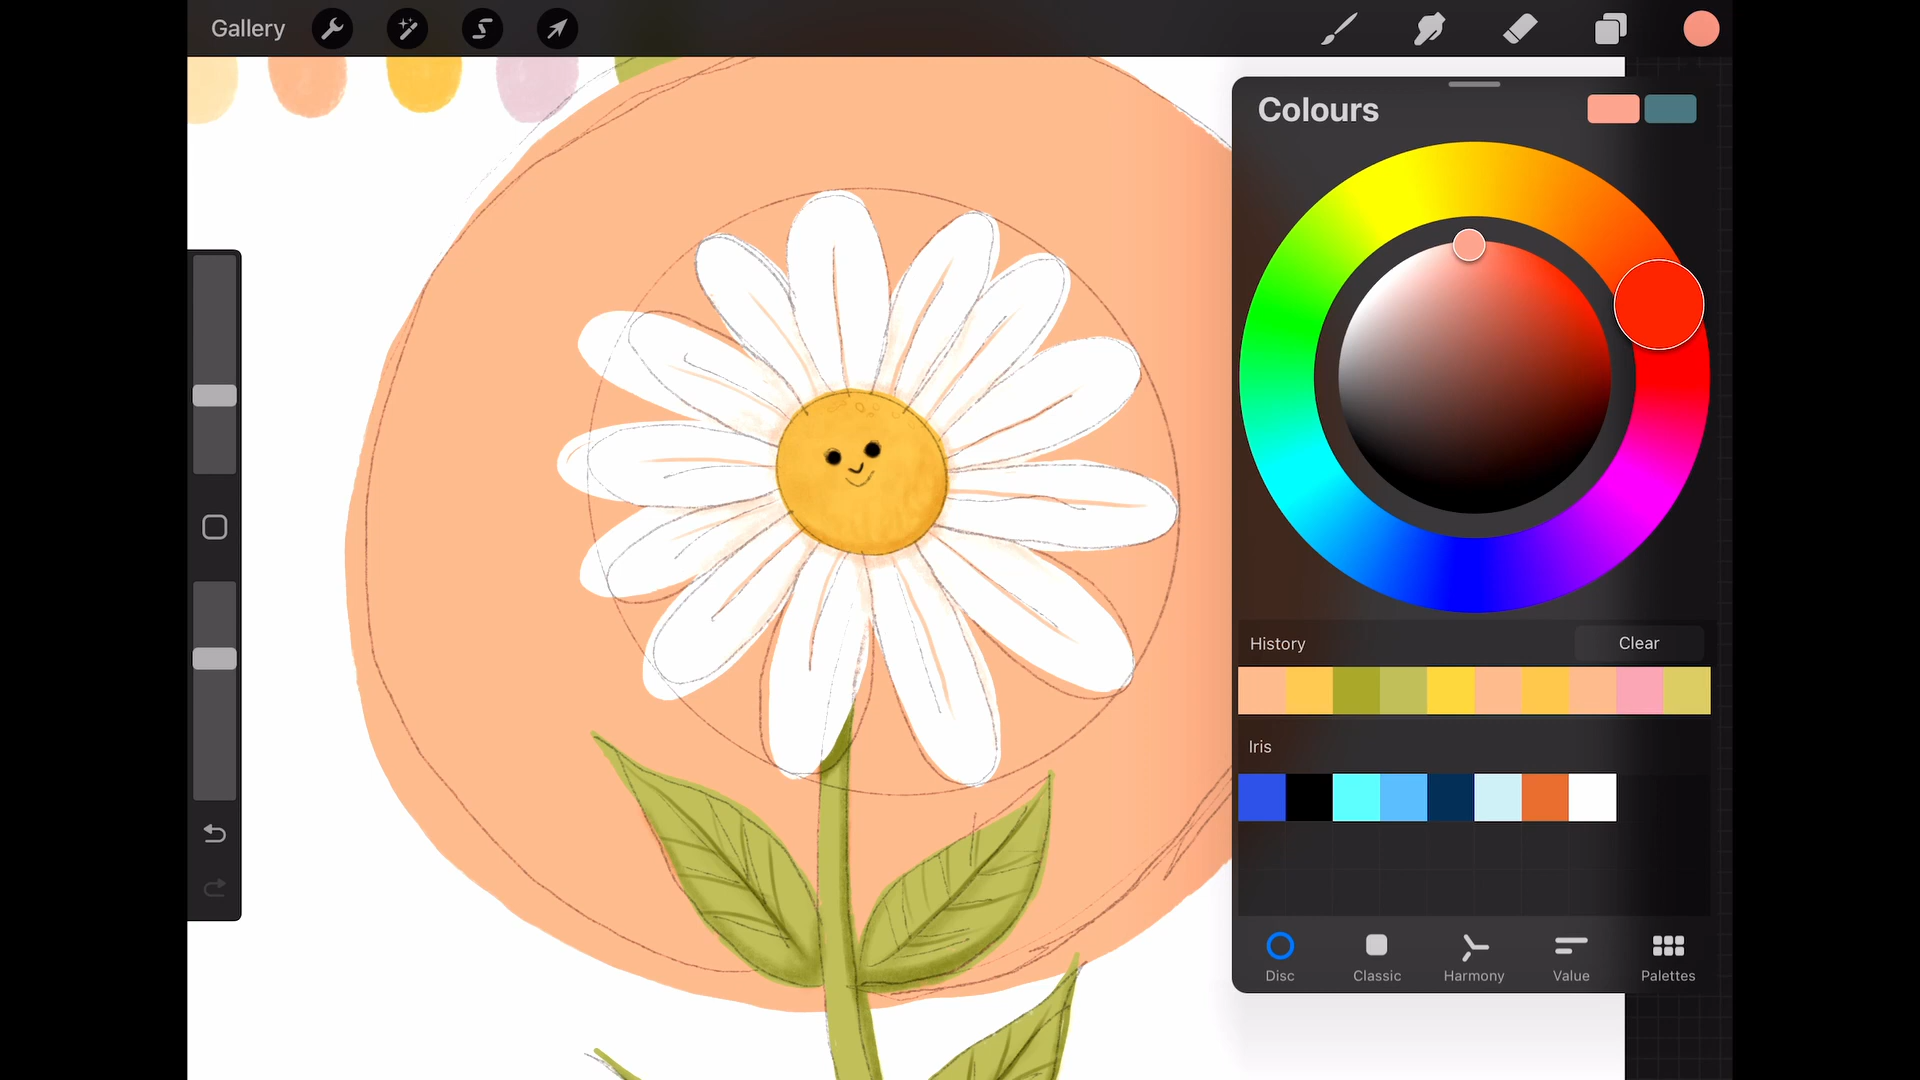 Gallery
Colours
History
Clear
Iris
Disc
Classic
Harmony
Value
Palettes